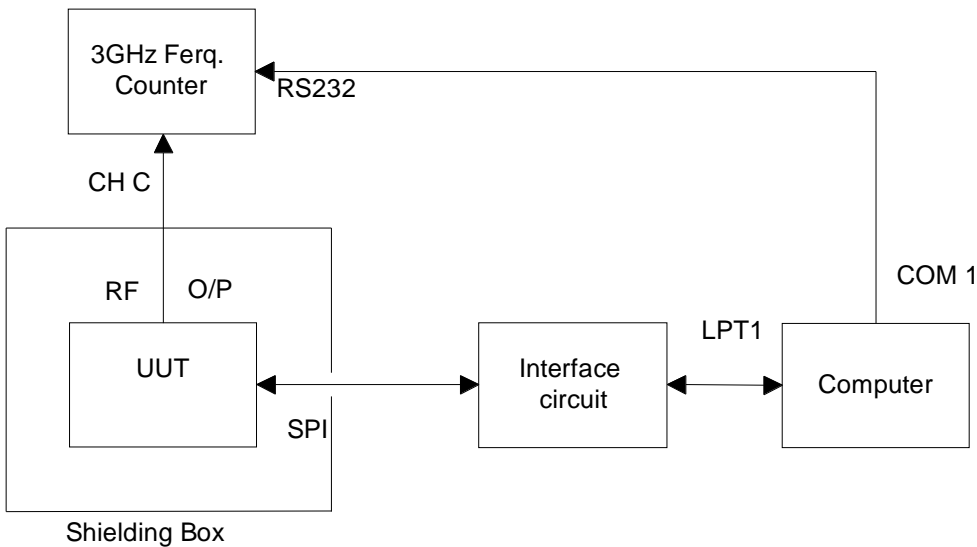 3GHz Ferq.
Counter
RS232
CH C
COM 1
RF O/P
LPT1
UUT
Interface
circuit
Computer
SPI
Shielding Box